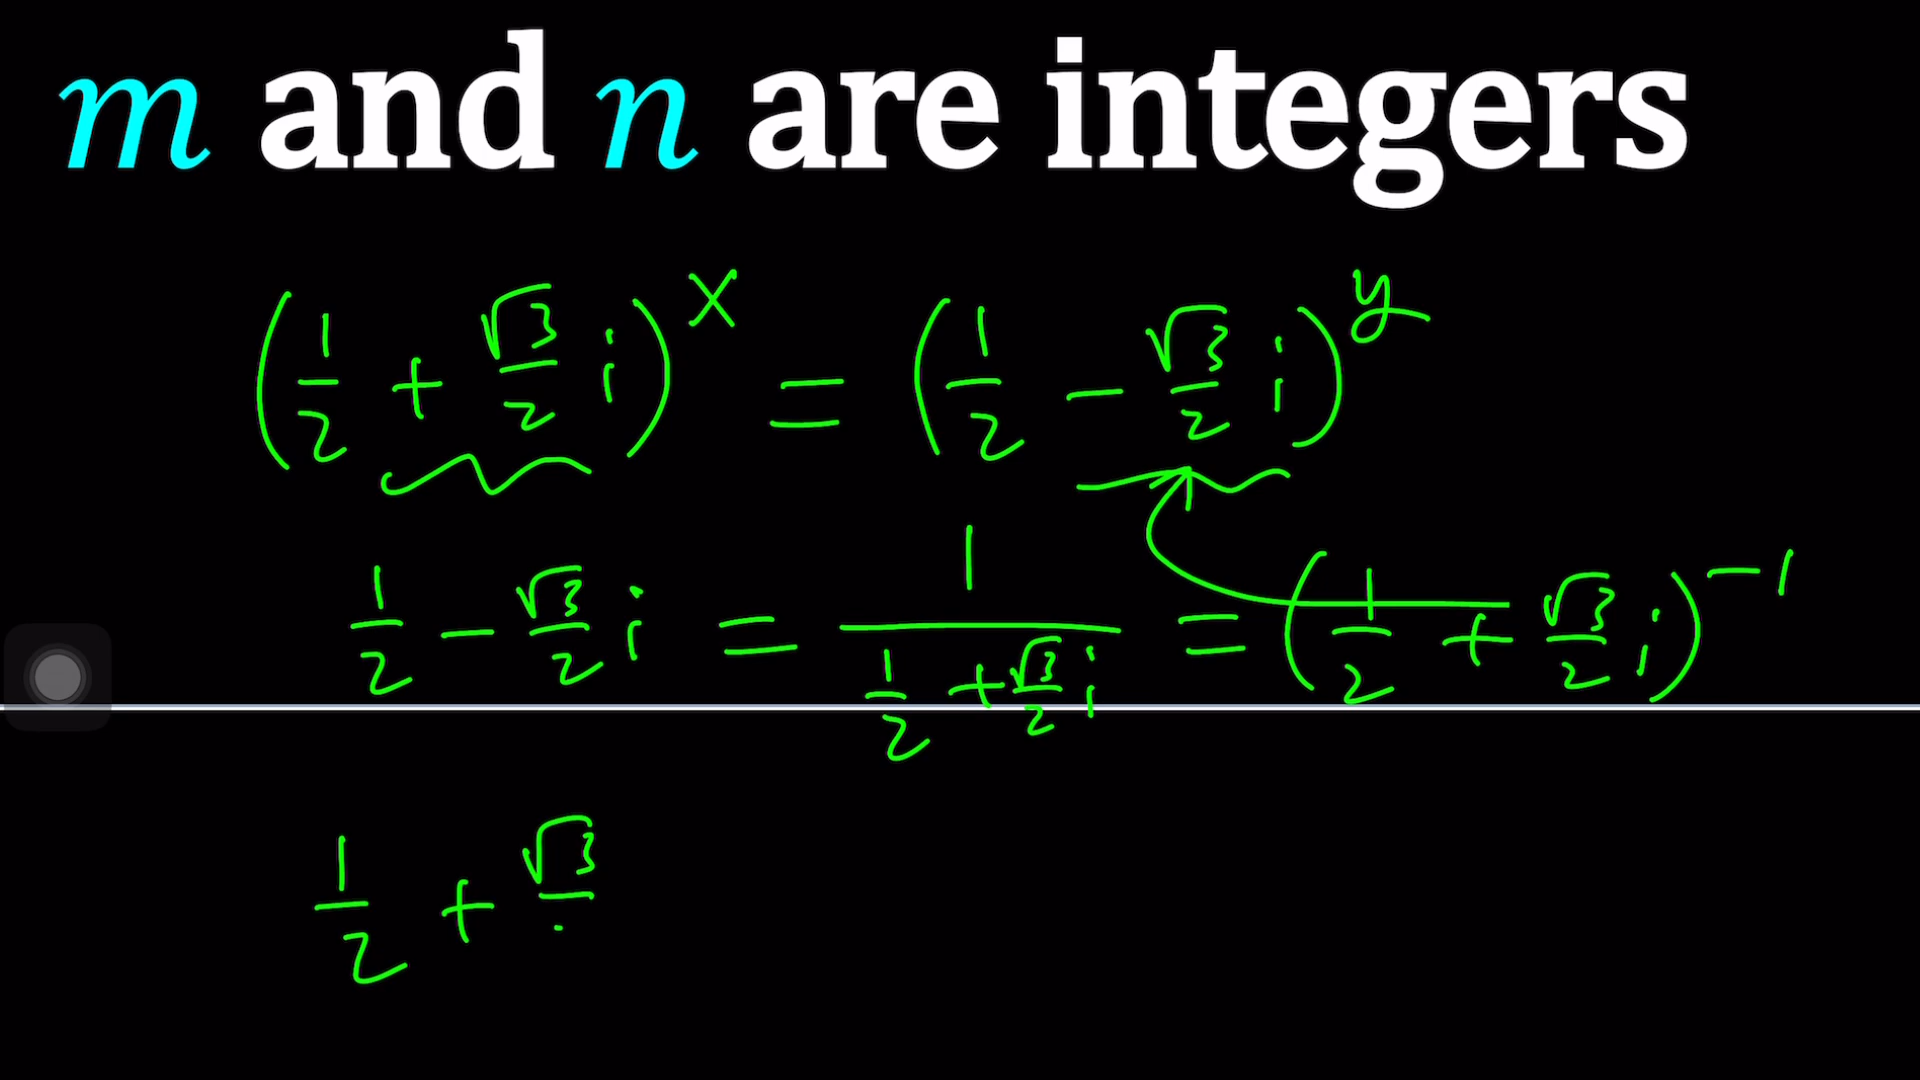 m and n are integers
(1/2 + √3/2 i)^x = (1/2 − √3/2 i)^y
1/2 − √3/2 i = 1/(1/2 + √3/2 i) = (1/2 + √3/2 i)^−1
1/2 + √3/